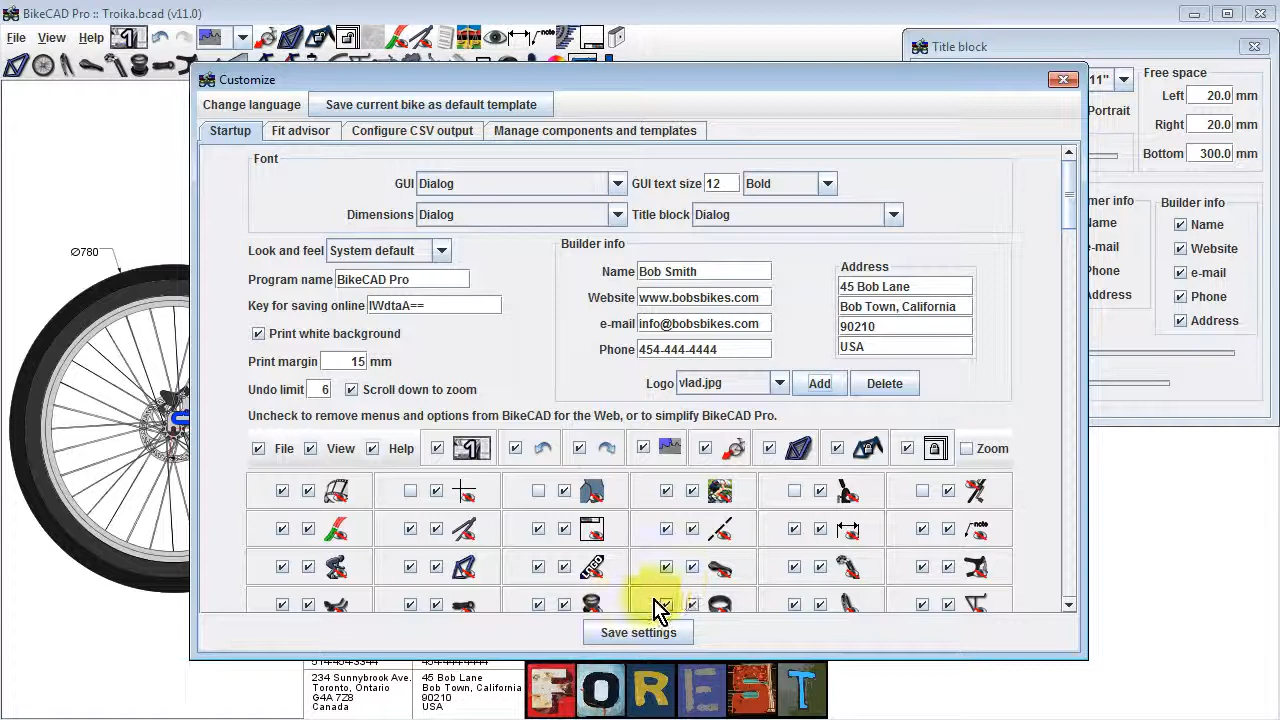 BikeCAD Pro :: Troika.bcad (v11.0)
File View Help
Title block
11"
Free space
Portrait
Left 20.0 mm
Right 20.0 mm
Bottom 300.0 mm
Builder info
Name
Website
e-mail
Phone
Address
Customize
Change language Save current bike as default template
Startup Fit advisor Configure CSV output Manage components and templates
Font
GUI Dialog GUI text size 12 Bold
Dimensions Dialog Title block Dialog
Look and feel System default
Program name BikeCAD Pro
Key for saving online !WdtaA==
Print white background
Print margin 15 mm
Undo limit 6 Scroll down to zoom
Builder info
Name Bob Smith
Website www.bobsbikes.com
e-mail info@bobsbikes.com
Phone 454-444-4444
Address
45 Bob Lane
Bob Town, California
90210
USA
Logo vlad.jpg Add Delete
Uncheck to remove menus and options from BikeCAD for the Web, or to simplify BikeCAD Pro.
File View Help Zoom
note
LOGO
Save settings
Ø780
234 Sunnybrook Road
Toronto, Ontario
G4A 7Z8
Canada
45 Bob Lane
Bob Town, California
90210
USA
FOREST